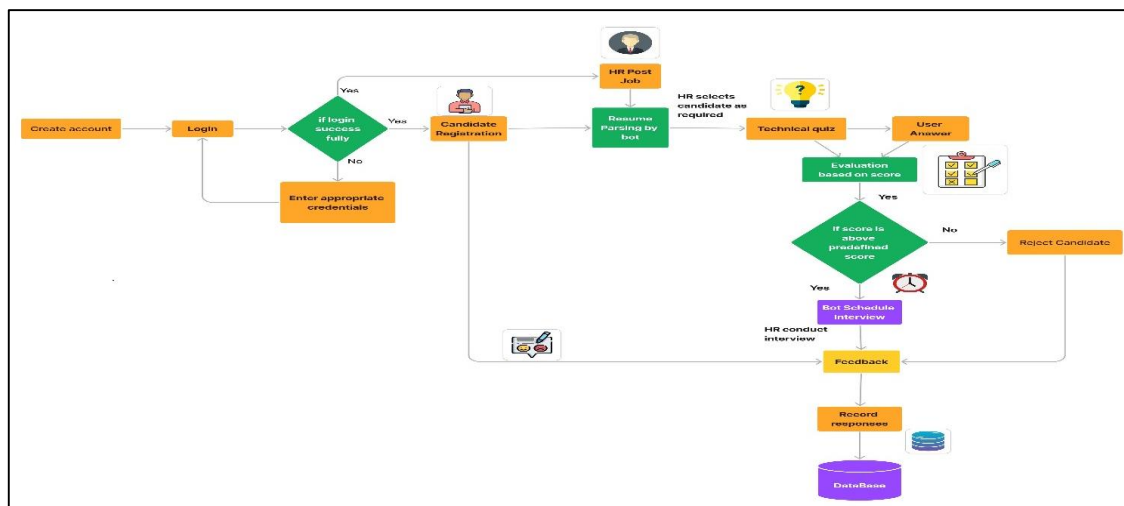 HR Post
Job
Yes
HR selects
candidate as
required
Create account
Login
if login
success
fully
Yes
Candidate
Registration
Resume
Parsing by
bot
Technical quiz
User
Answer
No
Evaluation
based on score
Enter appropriate
credentials
Yes
If score is
above
predefined
score
No
Reject Candidate
Yes
Bot Schedule
Interview
HR conduct
interview
Feedback
Record
responses
DataBase